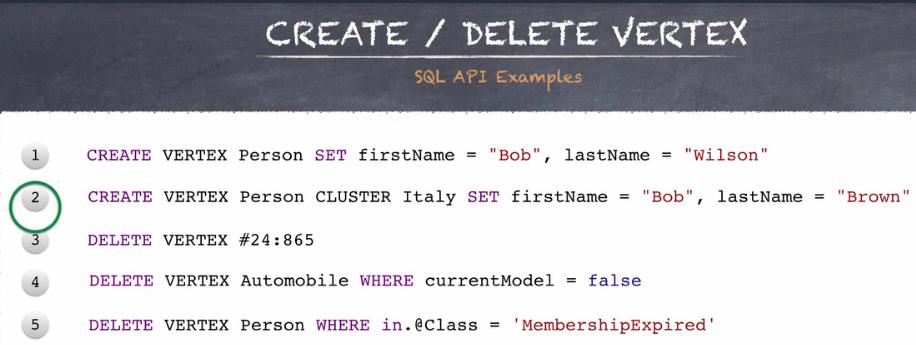 CREATE / DELETE VERTEX
SQL API Examples
1 CREATE VERTEX Person SET firstName = "Bob", lastName = "Wilson"
2 CREATE VERTEX Person CLUSTER Italy SET firstName = "Bob", lastName = "Brown"
3 DELETE VERTEX #24:865
4 DELETE VERTEX Automobile WHERE currentModel = false
5 DELETE VERTEX Person WHERE in.@Class = 'MembershipExpired'